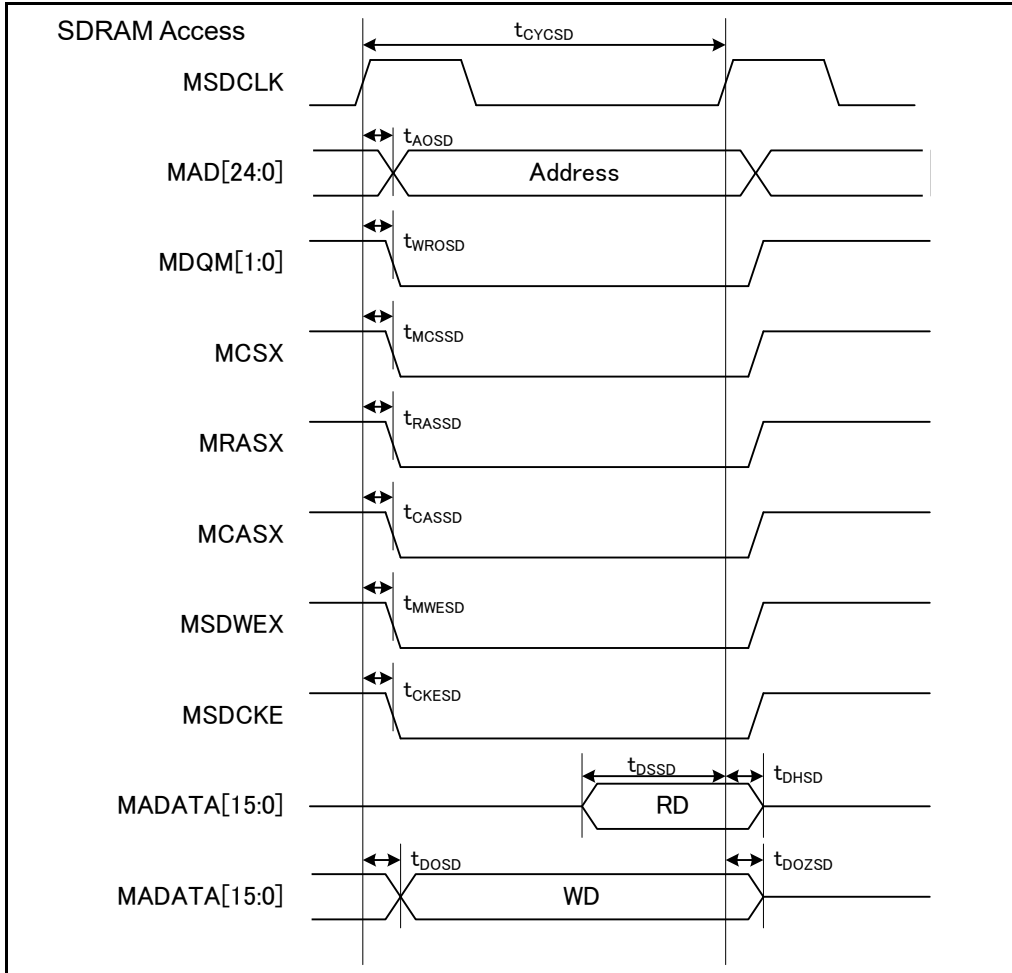 SDRAM Access
tCYCSD
MSDCLK
tAOSD
MAD[24:0]
Address
tWROSD
MDQM[1:0]
tMCSSD
MCSX
tRASSD
MRASX
tCASSD
MCASX
tMWESD
MSDWEX
tCKESD
MSDCKE
tDSSD
tDHSD
MADATA[15:0]
RD
tDOSD
tDOZSD
MADATA[15:0]
WD